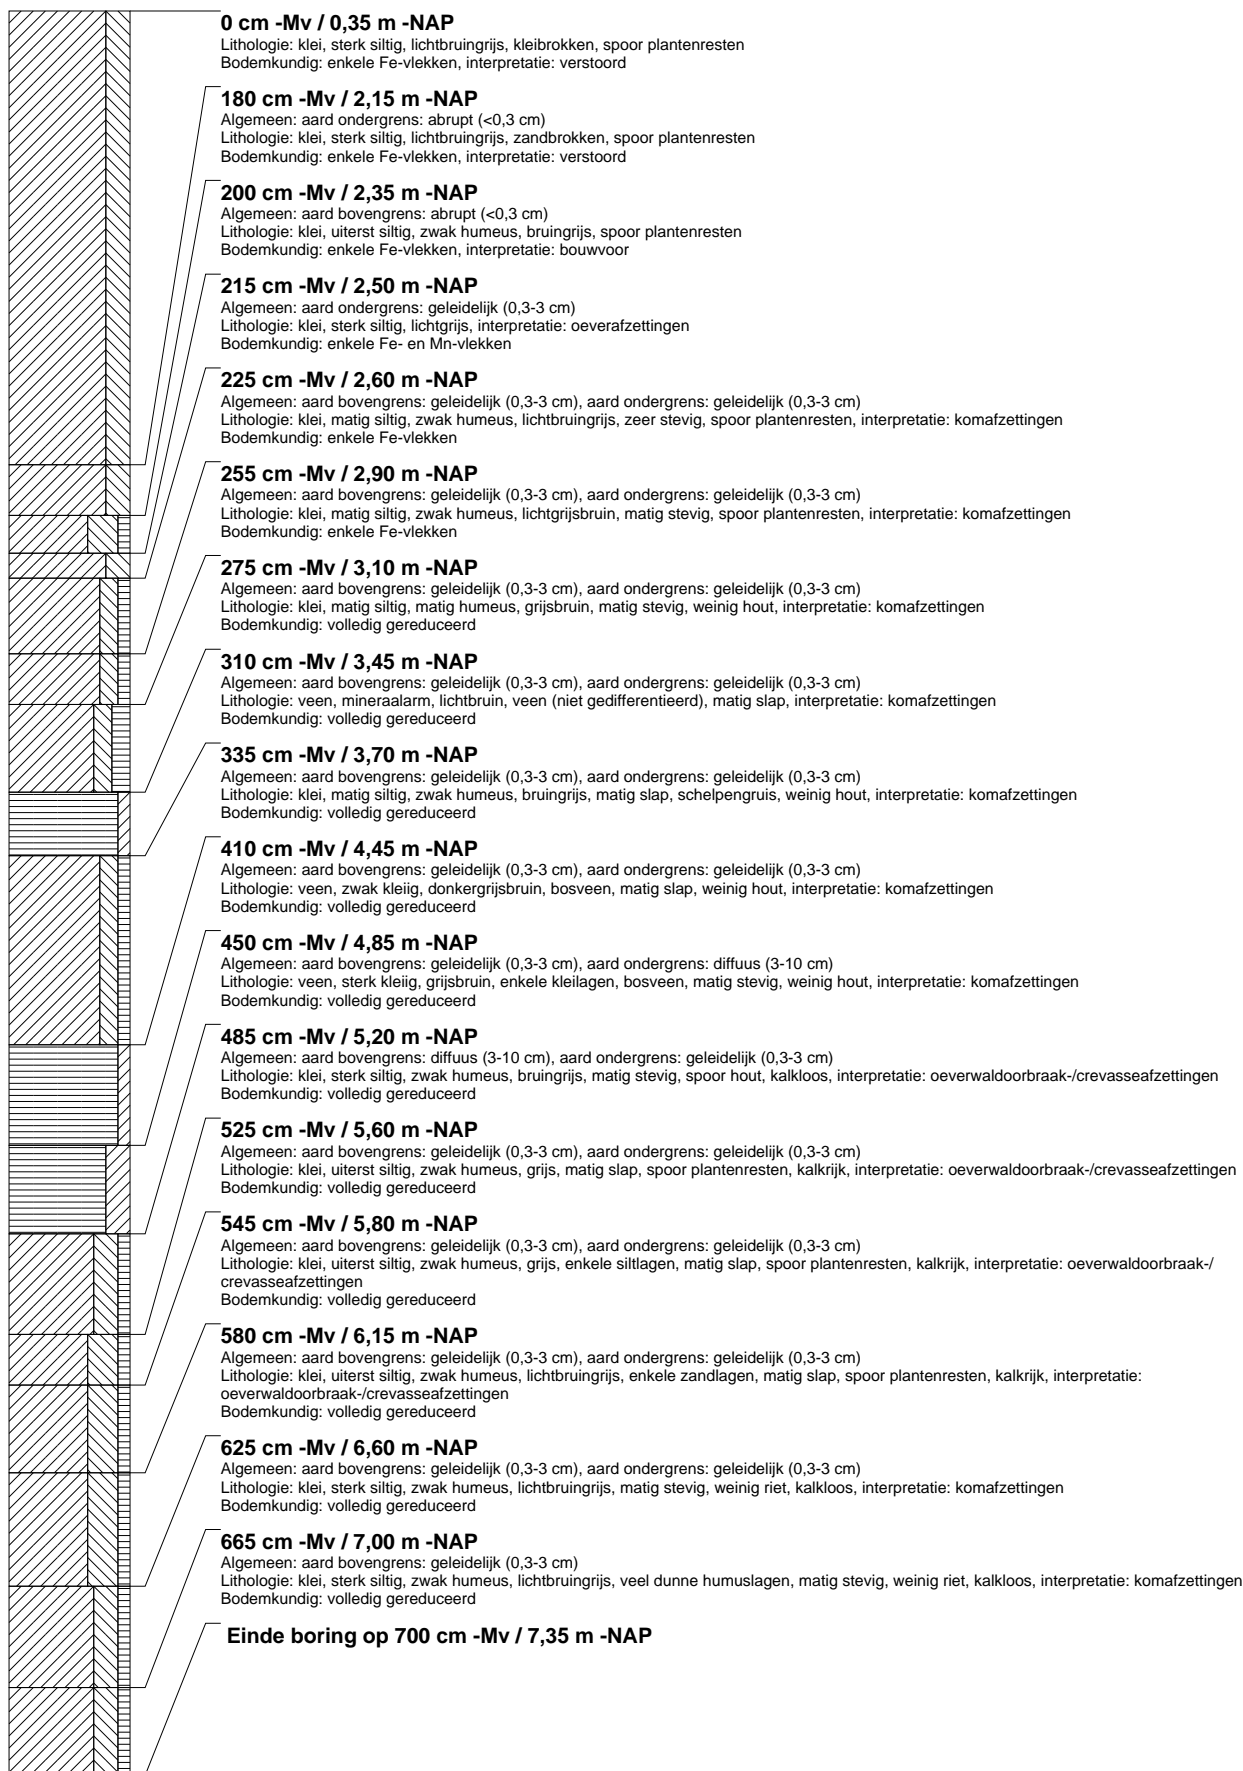 0 cm -Mv / 0,35 m -NAP
Lithologie: klei, sterk siltig, lichtbruingrijs, kleibrokken, spoor plantenresten
Bodemkundig: enkele Fe-vlekken, interpretatie: verstoord
180 cm -Mv / 2,15 m -NAP
Algemeen: aard ondergrens: abrupt (<0,3 cm)
Lithologie: klei, sterk siltig, lichtbruingrijs, zandbrokken, spoor plantenresten
Bodemkundig: enkele Fe-vlekken, interpretatie: verstoord
200 cm -Mv / 2,35 m -NAP
Algemeen: aard bovengrens: abrupt (<0,3 cm)
Lithologie: klei, uiterst siltig, zwak humeus, bruingrijs, spoor plantenresten
Bodemkundig: enkele Fe-vlekken, interpretatie: bouwvoor
215 cm -Mv / 2,50 m -NAP
Algemeen: aard ondergrens: geleidelijk (0,3-3 cm)
Lithologie: klei, sterk siltig, lichtgrijs, interpretatie: oeverafzettingen
Bodemkundig: enkele Fe- en Mn-vlekken
225 cm -Mv / 2,60 m -NAP
Algemeen: aard bovengrens: geleidelijk (0,3-3 cm), aard ondergrens: geleidelijk (0,3-3 cm)
Lithologie: klei, matig siltig, zwak humeus, lichtbruingrijs, zeer stevig, spoor plantenresten, interpretatie: komafzettingen
Bodemkundig: enkele Fe-vlekken
255 cm -Mv / 2,90 m -NAP
Algemeen: aard bovengrens: geleidelijk (0,3-3 cm), aard ondergrens: geleidelijk (0,3-3 cm)
Lithologie: klei, matig siltig, zwak humeus, lichtgrijsbruin, matig stevig, spoor plantenresten, interpretatie: komafzettingen
Bodemkundig: enkele Fe-vlekken
275 cm -Mv / 3,10 m -NAP
Algemeen: aard bovengrens: geleidelijk (0,3-3 cm), aard ondergrens: geleidelijk (0,3-3 cm)
Lithologie: klei, matig siltig, matig humeus, grijsbruin, matig stevig, weinig hout, interpretatie: komafzettingen
Bodemkundig: volledig gereduceerd
310 cm -Mv / 3,45 m -NAP
Algemeen: aard bovengrens: geleidelijk (0,3-3 cm), aard ondergrens: geleidelijk (0,3-3 cm)
Lithologie: veen, mineraalarm, lichtbruin, veen (niet gedifferentieerd), matig slap, interpretatie: komafzettingen
Bodemkundig: volledig gereduceerd
335 cm -Mv / 3,70 m -NAP
Algemeen: aard bovengrens: geleidelijk (0,3-3 cm), aard ondergrens: geleidelijk (0,3-3 cm)
Lithologie: klei, matig siltig, zwak humeus, bruingrijs, matig slap, schelpengruis, weinig hout, interpretatie: komafzettingen
Bodemkundig: volledig gereduceerd
410 cm -Mv / 4,45 m -NAP
Algemeen: aard bovengrens: geleidelijk (0,3-3 cm), aard ondergrens: geleidelijk (0,3-3 cm)
Lithologie: veen, zwak kleiig, donkergrijsbruin, bosveen, matig slap, weinig hout, interpretatie: komafzettingen
Bodemkundig: volledig gereduceerd
450 cm -Mv / 4,85 m -NAP
Algemeen: aard bovengrens: geleidelijk (0,3-3 cm), aard ondergrens: diffuus (3-10 cm)
Lithologie: veen, sterk kleiig, grijsbruin, enkele kleilagen, bosveen, matig stevig, weinig hout, interpretatie: komafzettingen
Bodemkundig: volledig gereduceerd
485 cm -Mv / 5,20 m -NAP
Algemeen: aard bovengrens: diffuus (3-10 cm), aard ondergrens: geleidelijk (0,3-3 cm)
Lithologie: klei, sterk siltig, zwak humeus, bruingrijs, matig stevig, spoor hout, kalkloos, interpretatie: oeverwaldoorbraak-/crevasseafzettingen
Bodemkundig: volledig gereduceerd
525 cm -Mv / 5,60 m -NAP
Algemeen: aard bovengrens: geleidelijk (0,3-3 cm), aard ondergrens: geleidelijk (0,3-3 cm)
Lithologie: klei, uiterst siltig, zwak humeus, grijs, matig slap, spoor plantenresten, kalkrijk, interpretatie: oeverwaldoorbraak-/crevasseafzettingen
Bodemkundig: volledig gereduceerd
545 cm -Mv / 5,80 m -NAP
Algemeen: aard bovengrens: geleidelijk (0,3-3 cm), aard ondergrens: geleidelijk (0,3-3 cm)
Lithologie: klei, uiterst siltig, zwak humeus, grijs, enkele siltlagen, matig slap, spoor plantenresten, kalkrijk, interpretatie: oeverwaldoorbraak-/
crevasseafzettingen
Bodemkundig: volledig gereduceerd
580 cm -Mv / 6,15 m -NAP
Algemeen: aard bovengrens: geleidelijk (0,3-3 cm), aard ondergrens: geleidelijk (0,3-3 cm)
Lithologie: klei, uiterst siltig, zwak humeus, lichtbruingrijs, enkele zandlagen, matig slap, spoor plantenresten, kalkrijk, interpretatie:
oeverwaldoorbraak-/crevasseafzettingen
Bodemkundig: volledig gereduceerd
625 cm -Mv / 6,60 m -NAP
Algemeen: aard bovengrens: geleidelijk (0,3-3 cm), aard ondergrens: geleidelijk (0,3-3 cm)
Lithologie: klei, sterk siltig, zwak humeus, lichtbruingrijs, matig stevig, weinig riet, kalkloos, interpretatie: komafzettingen
Bodemkundig: volledig gereduceerd
665 cm -Mv / 7,00 m -NAP
Algemeen: aard bovengrens: geleidelijk (0,3-3 cm)
Lithologie: klei, sterk siltig, zwak humeus, lichtbruingrijs, veel dunne humuslagen, matig stevig, weinig riet, kalkloos, interpretatie: komafzettingen
Bodemkundig: volledig gereduceerd
Einde boring op 700 cm -Mv / 7,35 m -NAP